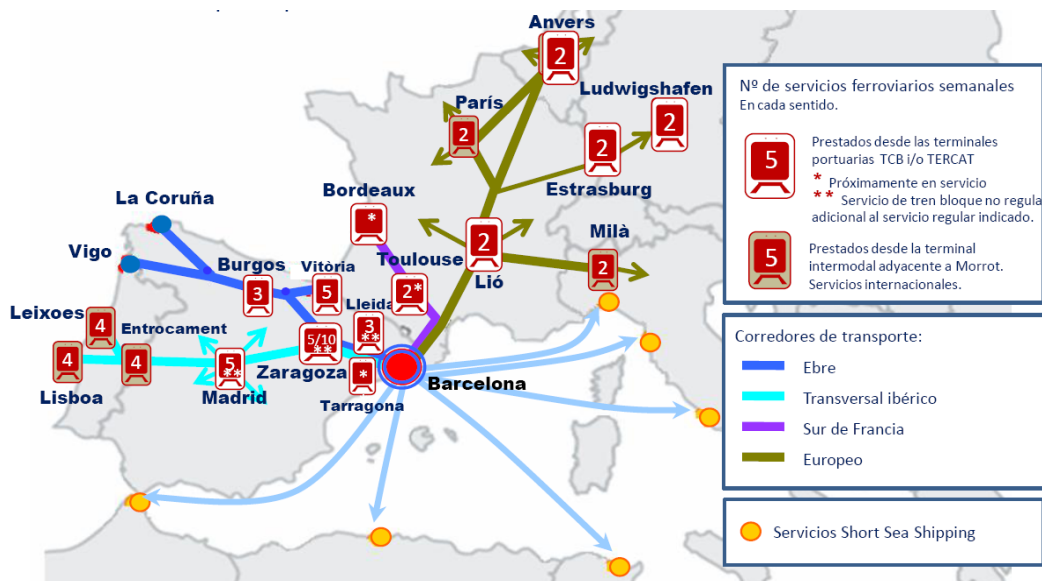 Anvers
2
Ludwigshafen
2
París
2
2
Estrasburg
Bordeaux
*
La Coruña
Milà
2
Toulouse
2*
2
Lió
Vigo
Burgos
3
Vitòria
5
Lleida
3
**
Leixoes
4
Entrocament
5/10
**
Zaragoza
4
Lisboa
4
5
**
Madrid
*
Tarragona
Barcelona
Nº de servicios ferroviarios semanales
En cada sentido.
5
Prestados desde las terminales
portuarias TCB i/o TERCAT
* Próximamente en servicio
** Servicio de tren bloque no regula
adicional al servicio regular indicado.
5
Prestados desde la terminal
intermodal adyacente a Morrot.
Servicios internacionales.
Corredores de transporte:
Ebre
Transversal ibérico
Sur de Francia
Europeo
Servicios Short Sea Shipping